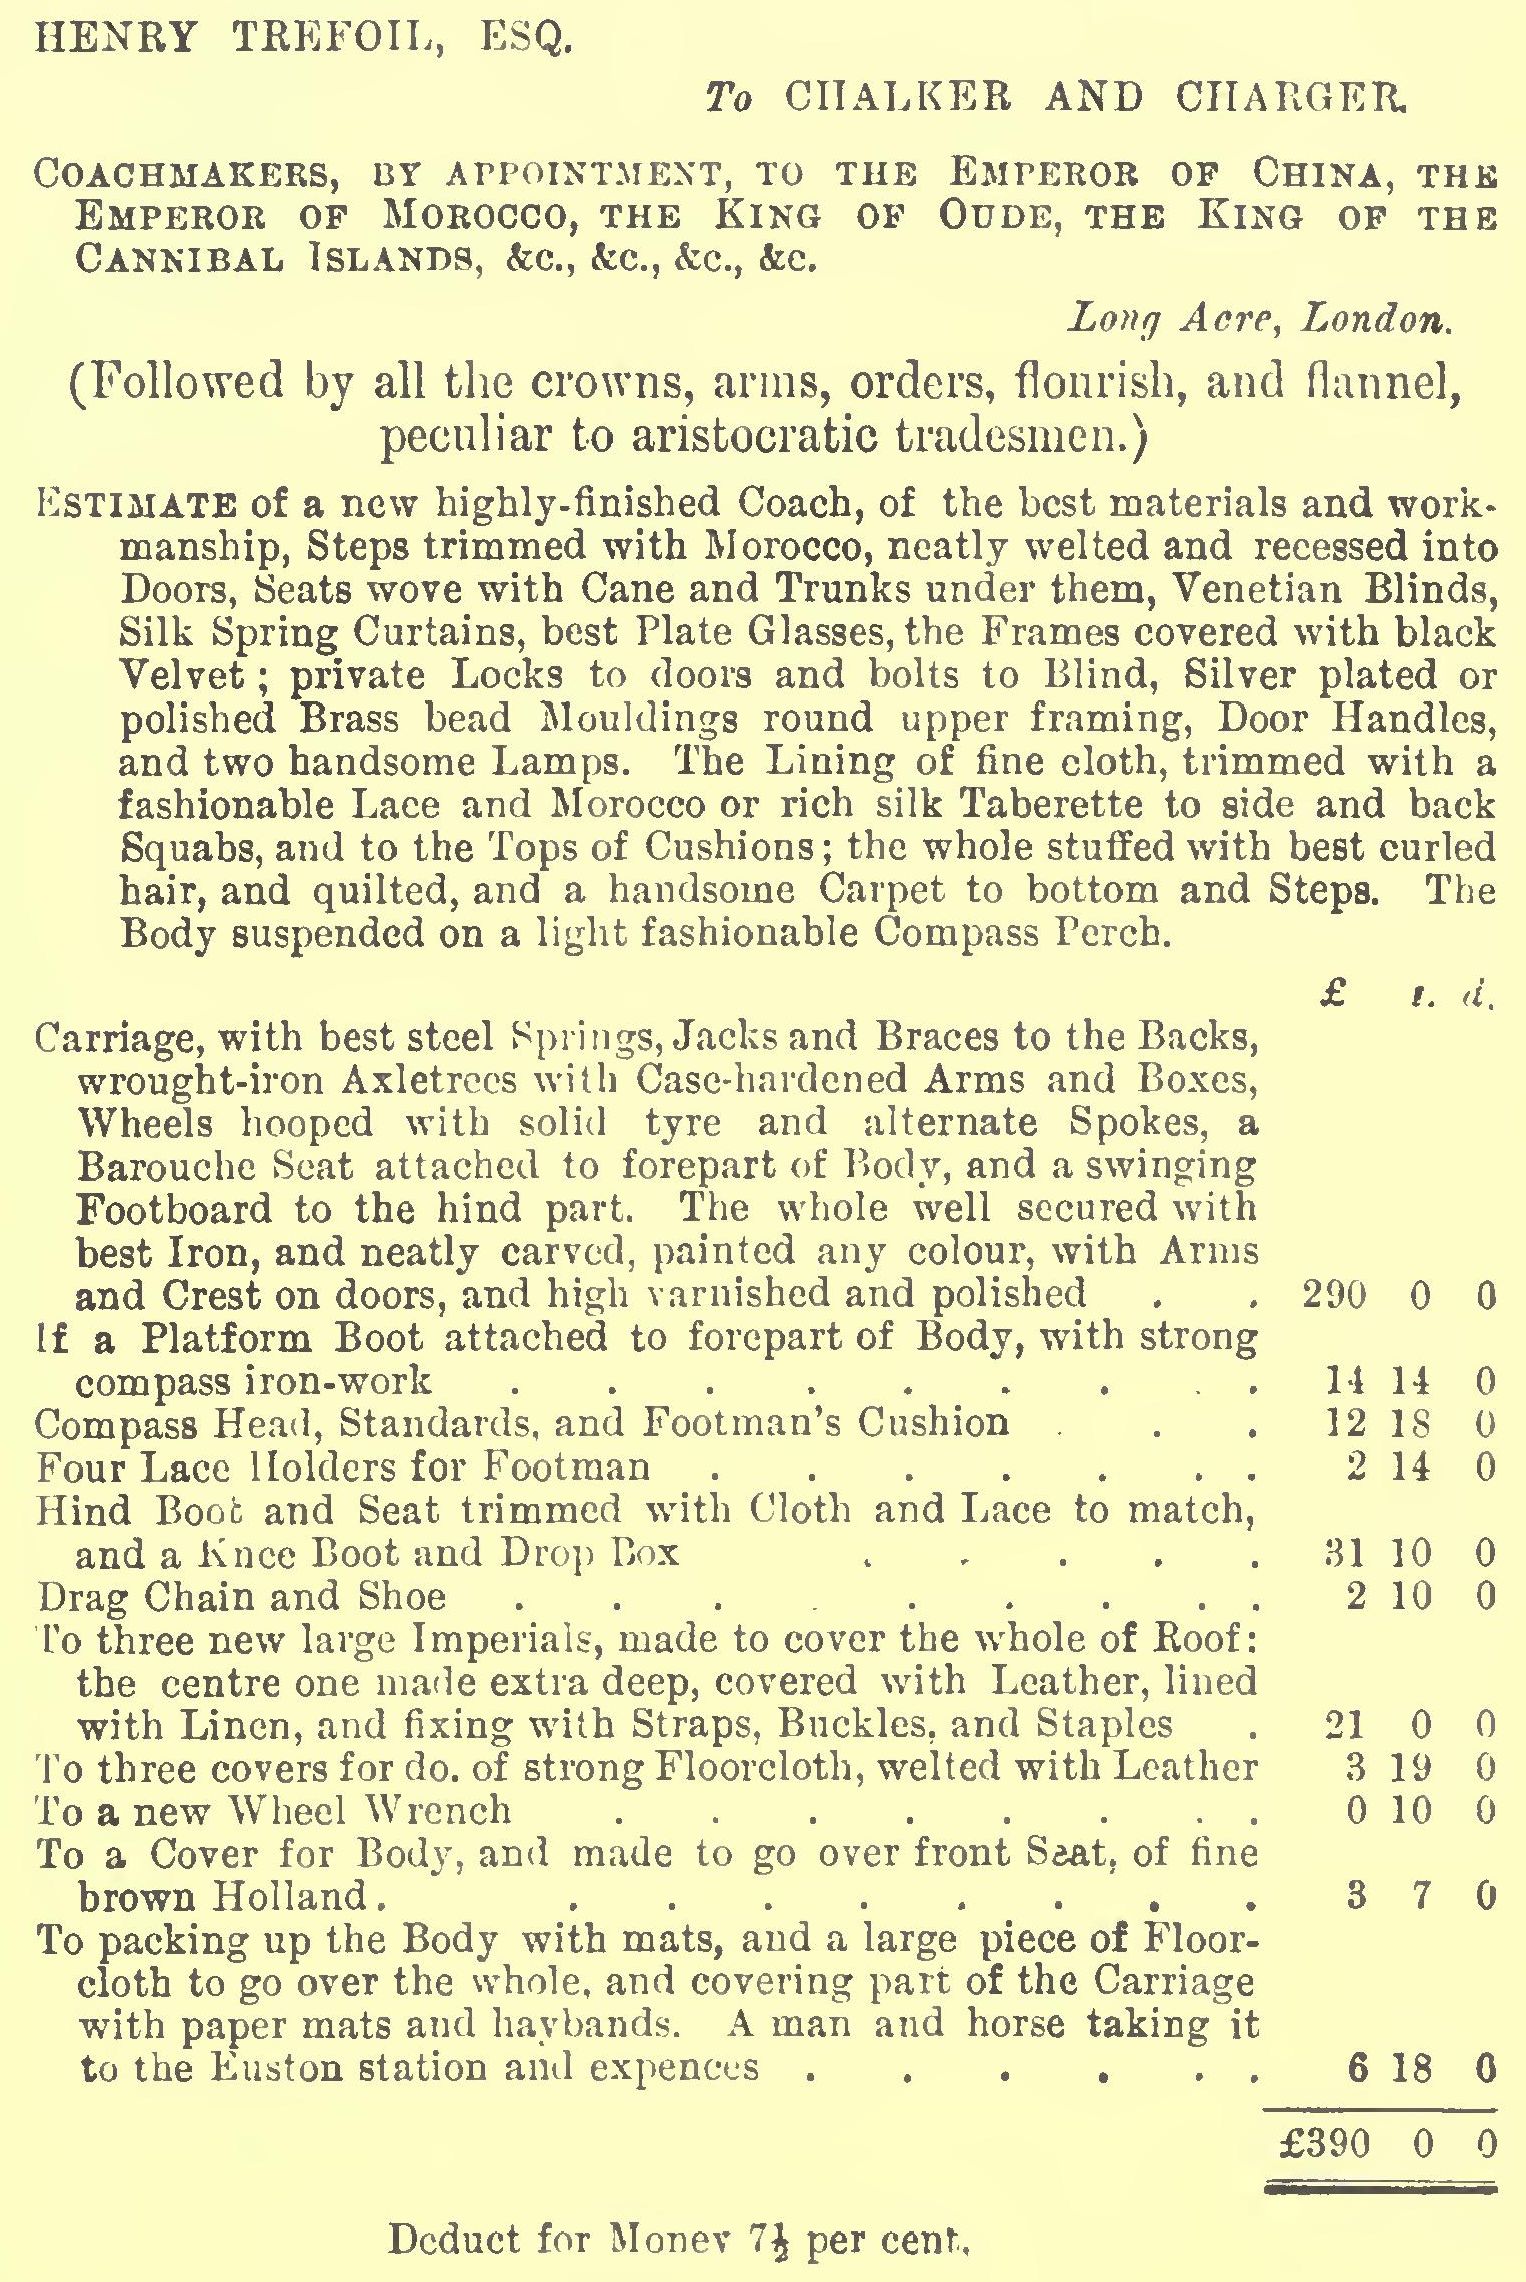 HENRY TREFOIL, ESQ.
To CHALKER AND CHARGER.
COACHMAKERS, BY APPOINTMENT, TO THE EMPEROR OF CHINA, THE
EMPEROR OF MOROCCO, THE KING OF OUDE, THE KING OF THE
CANNIBAL ISLANDS, &C., &C., &C., &C.
Long Acre, London.
(Followed by all the crowns, arms, orders, flourish, and flannel,
peculiar to aristocratic tradesmen.)
ESTIMATE of a new highly-finished Coach, of the best materials and work-
manship, Steps trimmed with Morocco, neatly welted and recessed into
Doors, Seats wove with Cane and Trunks under them, Venetian Blinds,
Silk Spring Curtains, best Plate Glasses, the Frames covered with black
Velvet; private Locks to doors and bolts to Blind, Silver plated or
polished Brass bead Mouldings round upper framing, Door Handles,
and two handsome Lamps. The Lining of fine cloth, trimmed with a
fashionable Lace and Morocco or rich silk Taberette to side and back
Squabs, and to the Tops of Cushions; the whole stuffed with best curled
hair, and quilted, and a handsome Carpet to bottom and Steps. The
Body suspended on a light fashionable Compass Perch.
£ s. d.
Carriage, with best steel Springs, Jacks and Braces to the Backs,
wrought-iron Axletrees with Case-hardened Arms and Boxes,
Wheels hooped with solid tyre and alternate Spokes, a
Barouche Seat attached to forepart of Body, and a swinging
Footboard to the hind part. The whole well secured with
best Iron, and neatly carved, painted any colour, with Arms
and Crest on doors, and high varnished and polished . . 290 0 0
If a Platform Boot attached to forepart of Body, with strong
compass iron-work . . . . . . . . . 14 14 0
Compass Head, Standards, and Footman's Cushion . . . 12 18 0
Four Lace Holders for Footman . . . . . . . 2 14 0
Hind Boot and Seat trimmed with Cloth and Lace to match,
and a Knee Boot and Drop Box . . . . . 31 10 0
Drag Chain and Shoe . . . . . . . . . 2 10 0
To three new large Imperials, made to cover the whole of Roof:
the centre one made extra deep, covered with Leather, lined
with Linen, and fixing with Straps, Buckles, and Staples . 21 0 0
To three covers for do. of strong Floorcloth, welted with Leather 3 19 0
To a new Wheel Wrench . . . . . . . . 0 10 0
To a Cover for Body, and made to go over front Seat, of fine
brown Holland . . . . . . . . . 3 7 0
To packing up the Body with mats, and a large piece of Floor-
cloth to go over the whole, and covering part of the Carriage
with paper mats and haybands. A man and horse taking it
to the Euston station and expences . . . . . . 6 18 0
£390 0 0
Deduct for Money 7½ per cent.